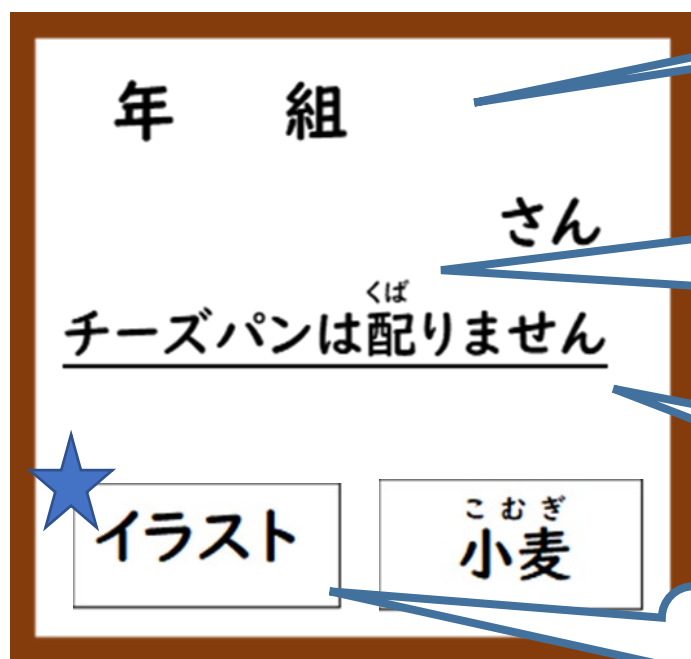 年 組
さん
くば
チーズパンは配りません
イラスト
こむぎ
小麦